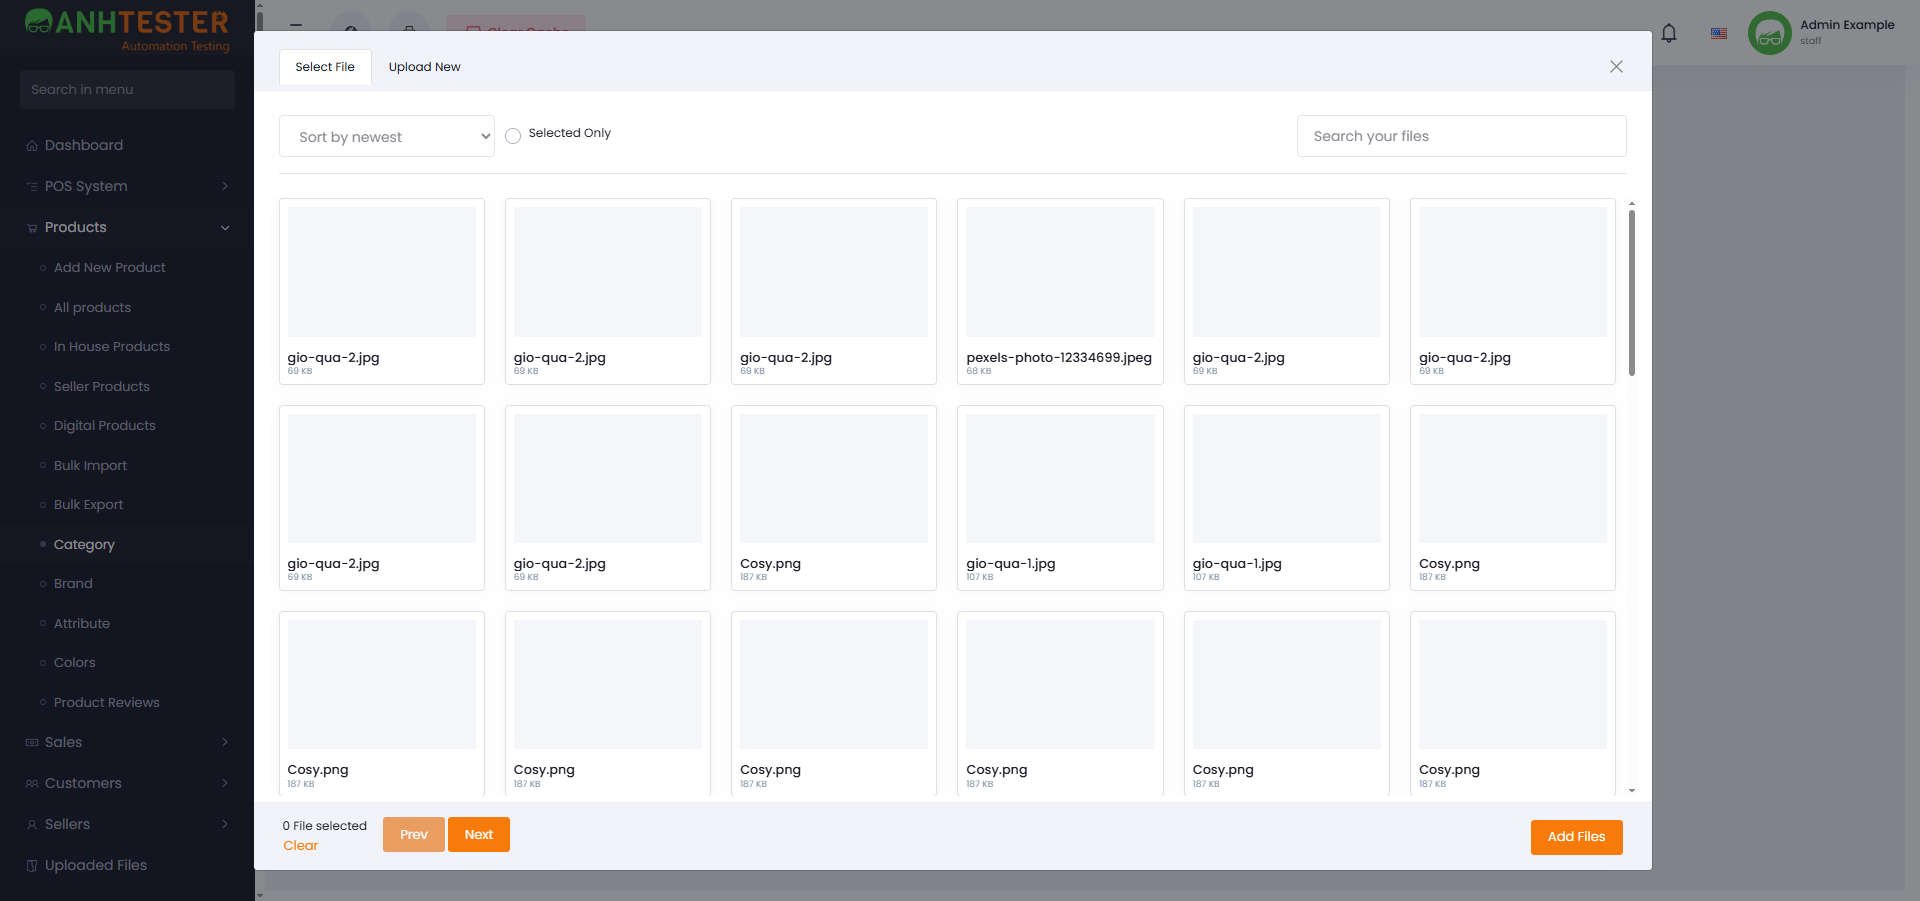 ANHTESTER
Automation Testing
Search in menu
Dashboard
POS System
Products
Add New Product
All products
In House Products
Seller Products
Digital Products
Bulk Import
Bulk Export
Category
Brand
Attribute
Colors
Product Reviews
Sales
Customers
Sellers
Uploaded Files
Clear Cache
Admin Example
staff
Select File
Upload New
Sort by newest
Selected Only
Search your files
gio-qua-2.jpg
69 KB
gio-qua-2.jpg
69 KB
gio-qua-2.jpg
69 KB
pexels-photo-12334699.jpeg
68 KB
gio-qua-2.jpg
69 KB
gio-qua-2.jpg
69 KB
gio-qua-2.jpg
69 KB
gio-qua-2.jpg
69 KB
Cosy.png
187 KB
gio-qua-1.jpg
107 KB
gio-qua-1.jpg
107 KB
Cosy.png
187 KB
Cosy.png
187 KB
Cosy.png
187 KB
Cosy.png
187 KB
Cosy.png
187 KB
Cosy.png
187 KB
Cosy.png
187 KB
0 File selected
Clear
Prev
Next
Add Files